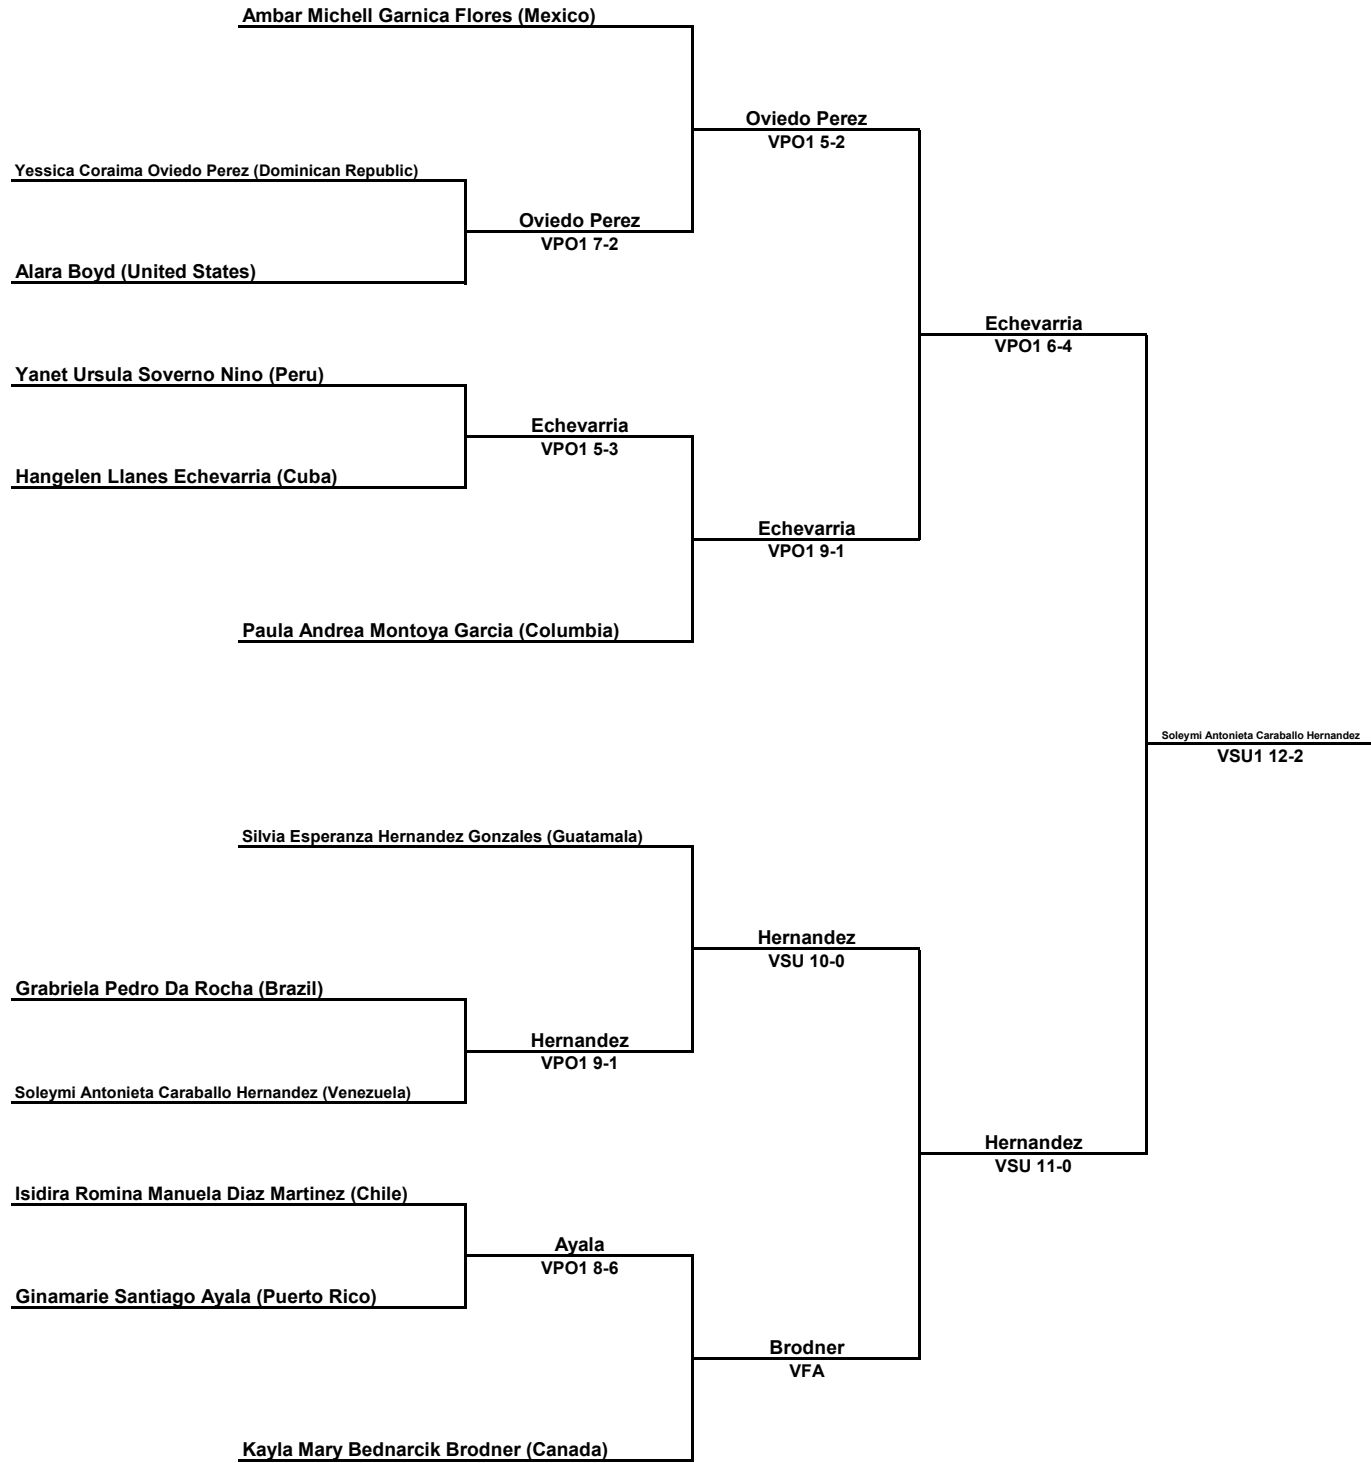 Ambar Michell Garnica Flores (Mexico)
Oviedo Perez
VPO1 5-2
Yessica Coraima Oviedo Perez (Dominican Republic)
Oviedo Perez
VPO1 7-2
Alara Boyd (United States)
Echevarria
VPO1 6-4
Yanet Ursula Soverno Nino (Peru)
Echevarria
VPO1 5-3
Hangelen Llanes Echevarria (Cuba)
Echevarria
VPO1 9-1
Paula Andrea Montoya Garcia (Columbia)
Soleymi Antonieta Caraballo Hernandez
VSU1 12-2
Silvia Esperanza Hernandez Gonzales (Guatamala)
Hernandez
VSU 10-0
Grabriela Pedro Da Rocha (Brazil)
Hernandez
VPO1 9-1
Soleymi Antonieta Caraballo Hernandez (Venezuela)
Hernandez
VSU 11-0
Isidira Romina Manuela Diaz Martinez (Chile)
Ayala
VPO1 8-6
Ginamarie Santiago Ayala (Puerto Rico)
Brodner
VFA
Kayla Mary Bednarcik Brodner (Canada)